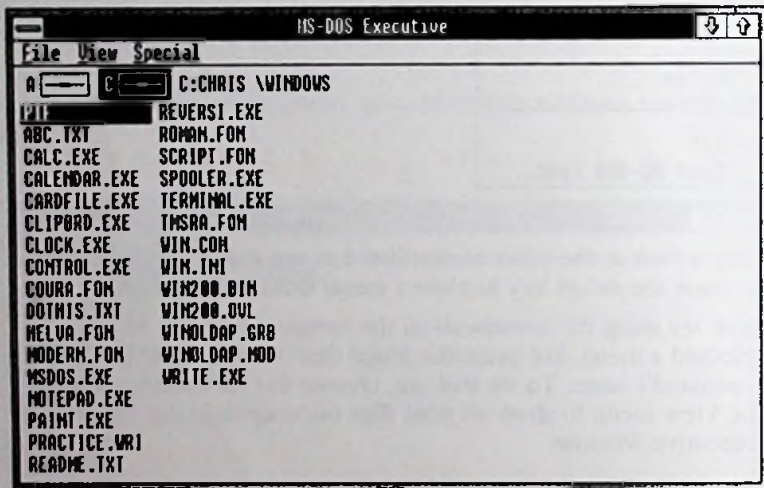 MS-DOS Executive
File View Special
A C C:CHRIS \WINDOWS
PIF
ABC.TXT
CALC.EXE
CALENDAR.EXE
CARDFILE.EXE
CLIPBRD.EXE
CLOCK.EXE
CONTROL.EXE
COURA.FON
DOTHIS.TXT
HELVA.FON
MODERN.FON
MSDOS.EXE
NOTEPAD.EXE
PAINT.EXE
PRACTICE.WRI
README.TXT
REVERSI.EXE
ROMAN.FON
SCRIPT.FON
SPOOLER.EXE
TERMINAL.EXE
TMSRA.FON
WIN.COM
WIN.INI
WIN200.BIN
WIN200.OVL
WINOLDAP.GRB
WINOLDAP.MOD
WRITE.EXE